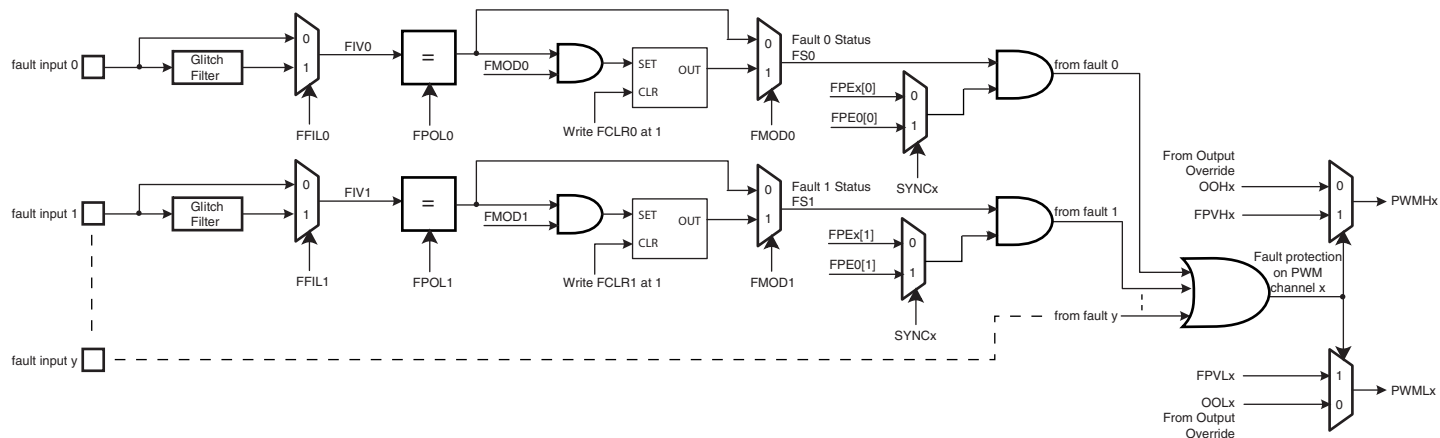 fault input 0
Glitch
Filter
0
1
FFIL0
FIV0
=
FPOL0
FMOD0
SET
OUT
CLR
Write FCLR0 at 1
0
1
FMOD0
Fault 0 Status
FS0
FPEx[0]
FPE0[0]
0
1
SYNCx
from fault 0
fault input 1
Glitch
Filter
0
1
FFIL1
FIV1
=
FPOL1
FMOD1
SET
OUT
CLR
Write FCLR1 at 1
0
1
FMOD1
Fault 1 Status
FS1
FPEx[1]
FPE0[1]
0
1
SYNCx
from fault 1
fault input y
from fault y
From Output
Override
OOHx
FPVHx
0
1
PWMHx
Fault protection
on PWM
channel x
FPVLx
OOLx
From Output
Override
1
0
PWMLx